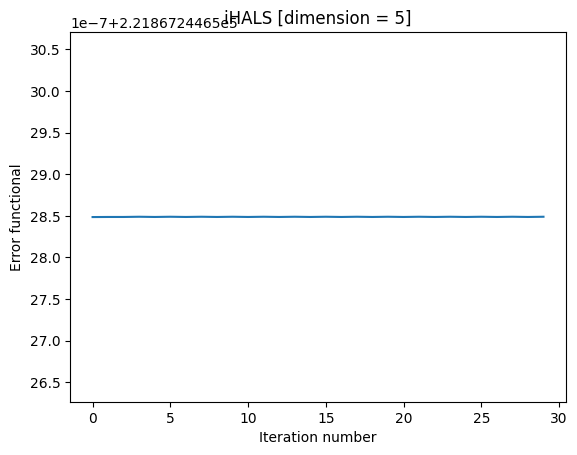 iHALS [dimension = 5]
1e-7+2.2186724465e5
30.5
30.0
29.5
29.0
28.5
28.0
27.5
27.0
26.5
Error functional
0 5 10 15 20 25 30
Iteration number